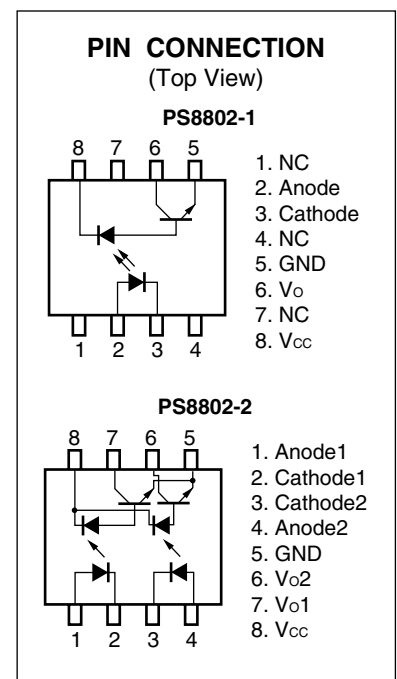 PIN CONNECTION
(Top View)
PS8802-1
8 7 6 5
1 2 3 4
1. NC
2. Anode
3. Cathode
4. NC
5. GND
6. Vo
7. NC
8. Vcc
PS8802-2
8 7 6 5
1 2 3 4
1. Anode1
2. Cathode1
3. Cathode2
4. Anode2
5. GND
6. Vo2
7. Vo1
8. Vcc